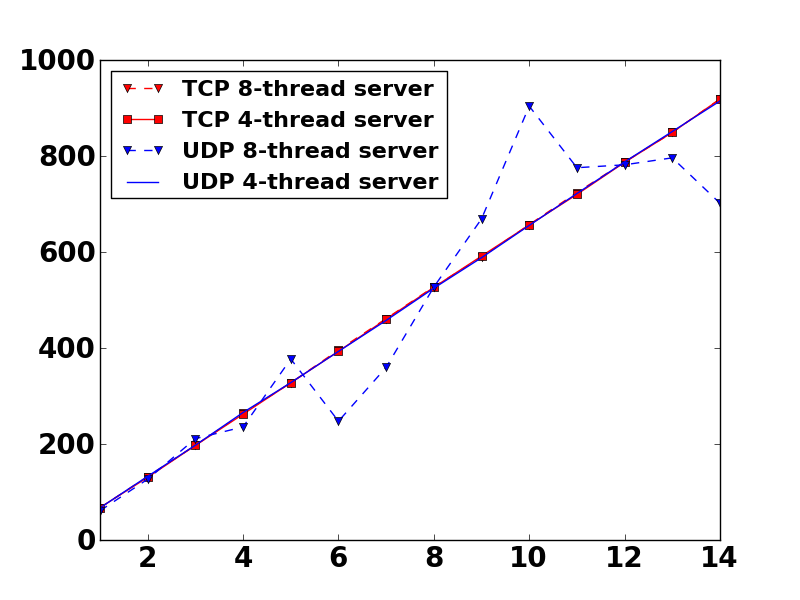 1000
800
600
400
200
0
TCP 8-thread server
TCP 4-thread server
UDP 8-thread server
UDP 4-thread server
2 4 6 8 10 12 14